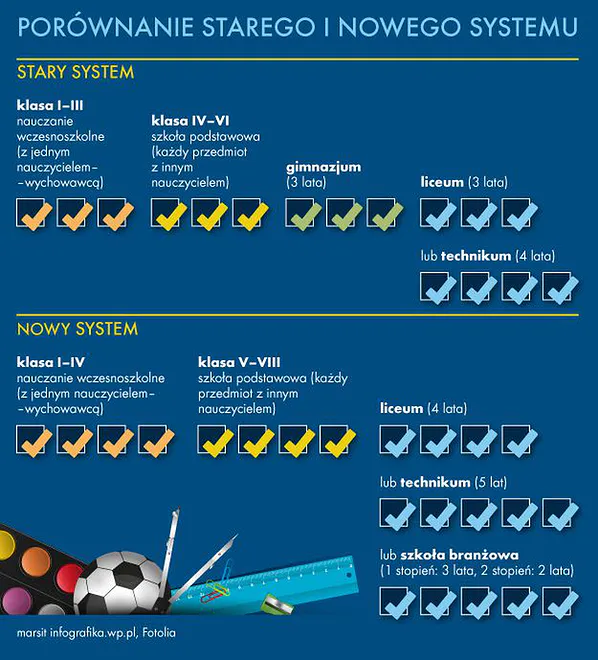 PORÓWNANIE STAREGO I NOWEGO SYSTEMU
STARY SYSTEM
klasa I–III
nauczanie
wczesnoszkolne
(z jednym
nauczycielem–
–wychowawcą)
klasa IV–VI
szkoła podstawowa
(każdy przedmiot
z innym
nauczycielem)
gimnazjum
(3 lata)
liceum (3 lata)
lub technikum (4 lata)
NOWY SYSTEM
klasa I–IV
nauczanie wczesnoszkolne
(z jednym nauczycielem–
–wychowawcą)
klasa V–VIII
szkoła podstawowa (każdy
przedmiot z innym
nauczycielem)
liceum (4 lata)
lub technikum (5 lat)
lub szkoła branżowa
(1 stopień: 3 lata, 2 stopień: 2 lata)
marsit infografika.wp.pl, Fotolia